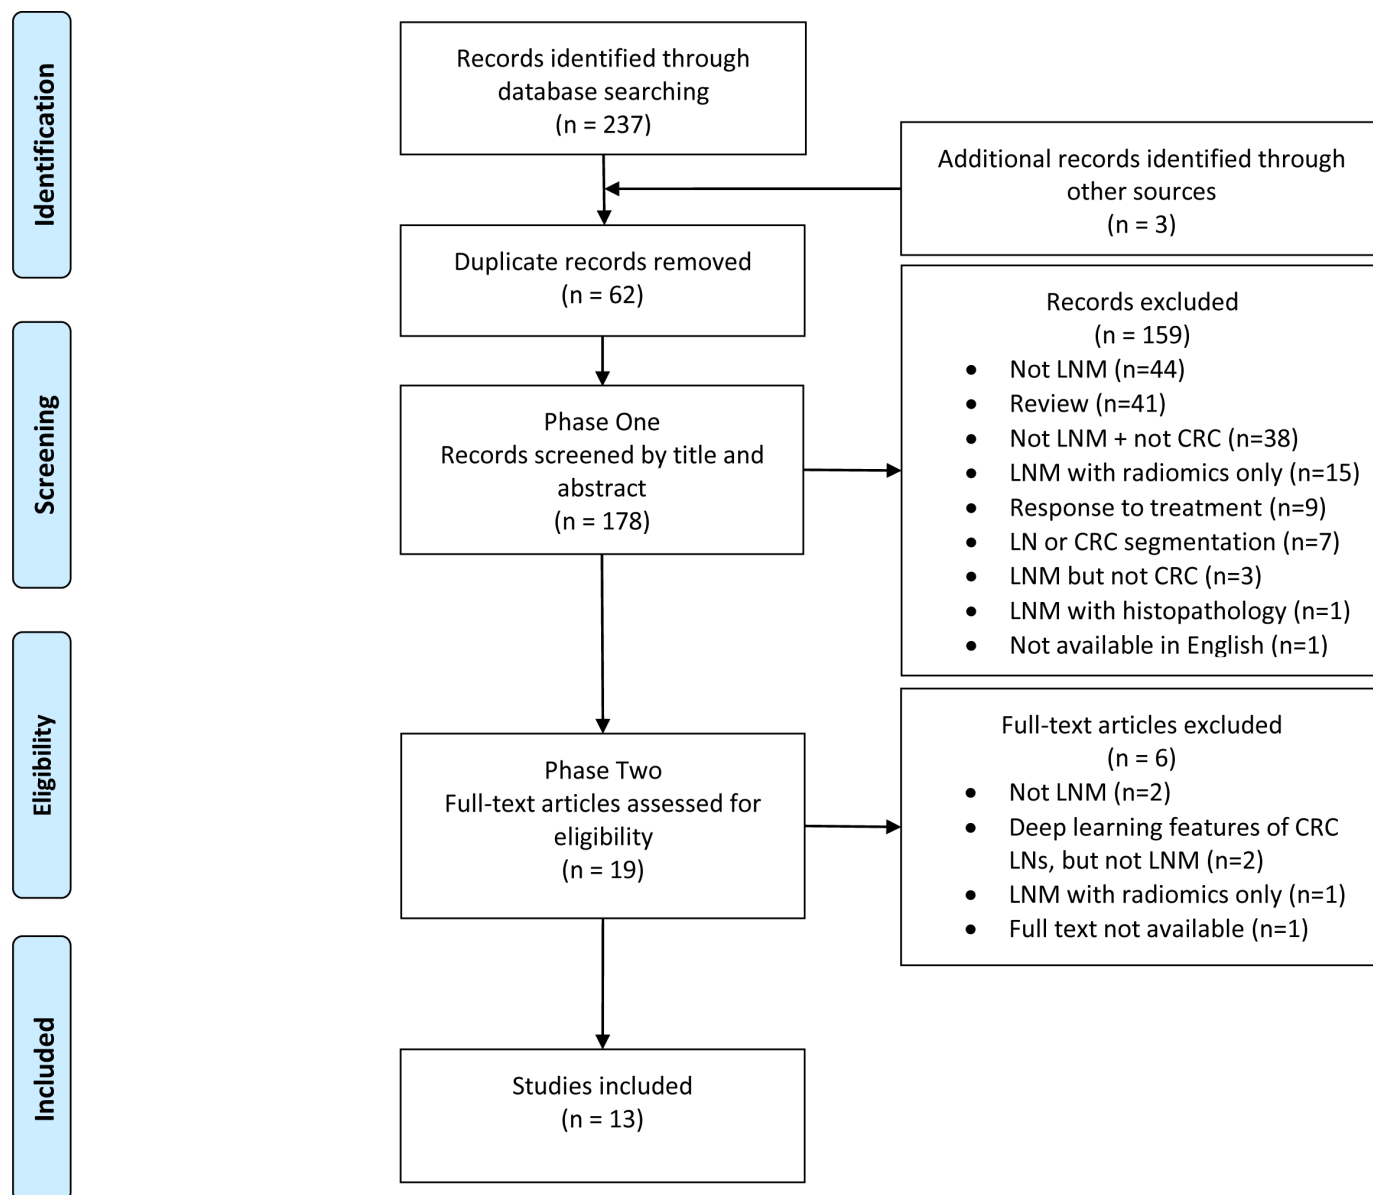 Identification
Records identified through
database searching
(n = 237)
Additional records identified through
other sources
(n = 3)
Duplicate records removed
(n = 62)
Screening
Phase One
Records screened by title and
abstract
(n = 178)
Records excluded
(n = 159)
• Not LNM (n=44)
• Review (n=41)
• Not LNM + not CRC (n=38)
• LNM with radiomics only (n=15)
• Response to treatment (n=9)
• LN or CRC segmentation (n=7)
• LNM but not CRC (n=3)
• LNM with histopathology (n=1)
• Not available in English (n=1)
Eligibility
Phase Two
Full-text articles assessed for
eligibility
(n = 19)
Full-text articles excluded
(n = 6)
• Not LNM (n=2)
• Deep learning features of CRC
LNs, but not LNM (n=2)
• LNM with radiomics only (n=1)
• Full text not available (n=1)
Included
Studies included
(n = 13)